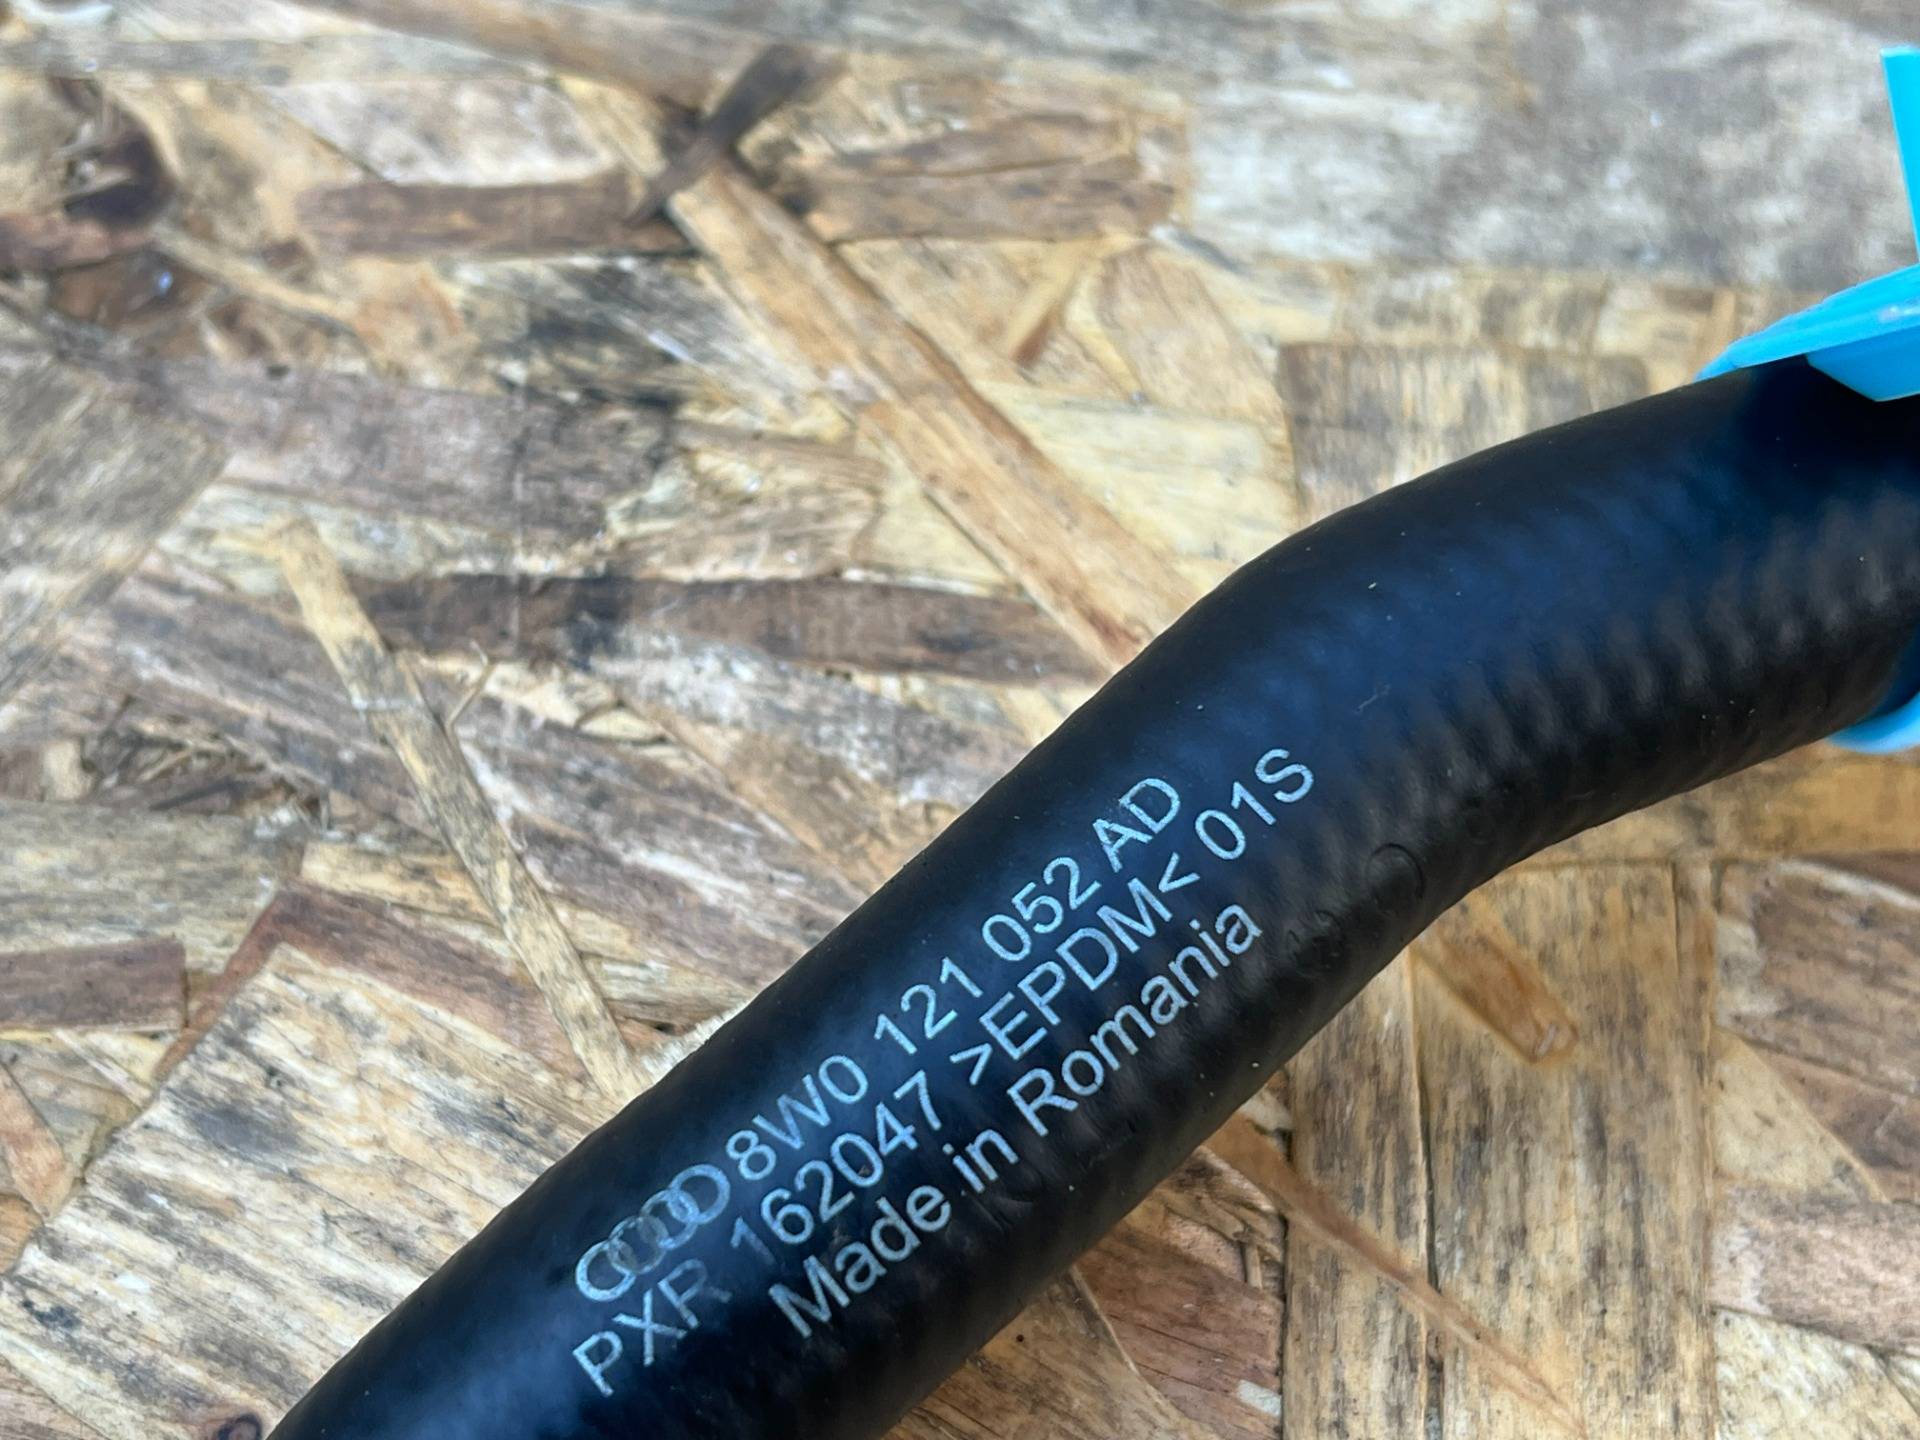 8W0 121 052 AD
PXR 162047 >EPDM< 01S
Made in Romania